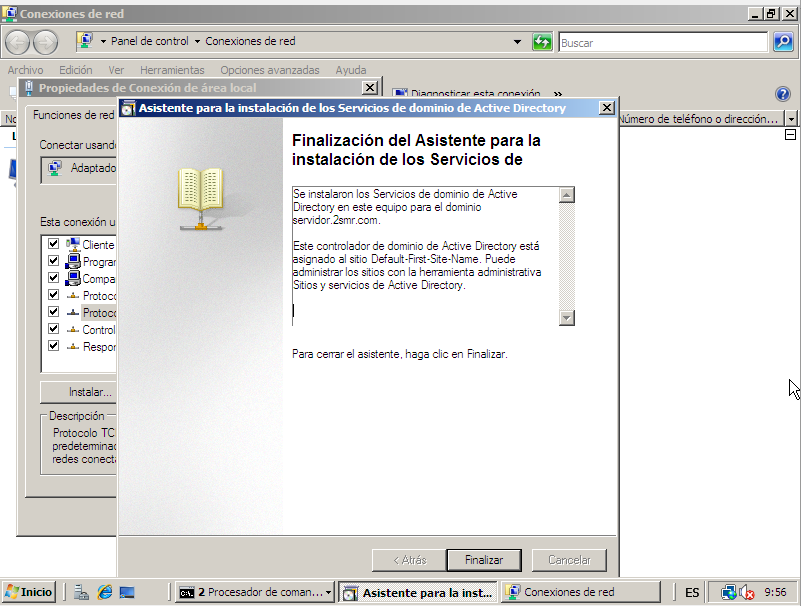 Conexiones de red
Panel de control
Conexiones de red
Buscar
Archivo Edición Ver Herramientas Opciones avanzadas Ayuda
Propiedades de Conexión de área local
Diagnosticar esta conexión »
Asistente para la instalación de los Servicios de dominio de Active Directory
Número de teléfono o dirección...
Funciones de red
Conectar usando
Adaptado
Esta conexión u
Cliente
Program
Compa
Protoco
Protoco
Control
Respon
Instalar...
Descripción
Protocolo TC
predeterminad
redes conecta
Finalización del Asistente para la
instalación de los Servicios de
Se instalaron los Servicios de dominio de Active
Directory en este equipo para el dominio
servidor.2smr.com.
Este controlador de dominio de Active Directory está
asignado al sitio Default-First-Site-Name. Puede
administrar los sitios con la herramienta administrativa
Sitios y servicios de Active Directory.
Para cerrar el asistente, haga clic en Finalizar.
< Atrás Finalizar Cancelar
Inicio
2 Procesador de coman...
Asistente para la inst...
Conexiones de red
ES
9:56